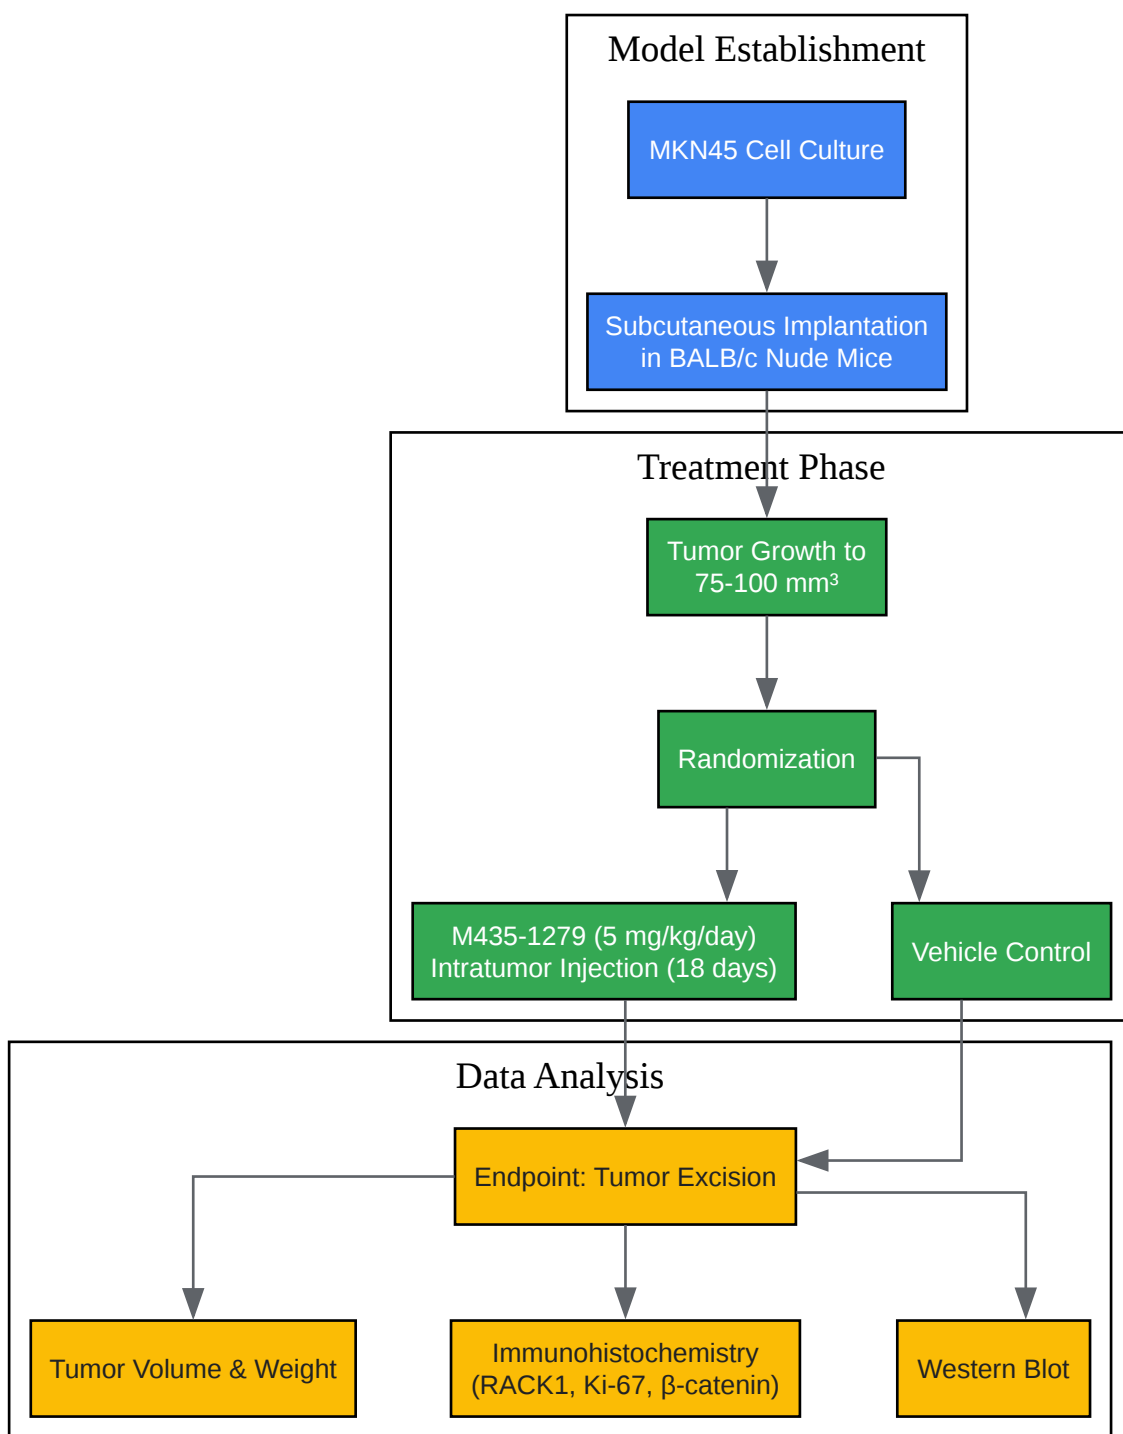 Model Establishment
MKN45 Cell Culture
Subcutaneous Implantation
in BALB/c Nude Mice
Treatment Phase
Tumor Growth to
75-100 mm³
Randomization
M435-1279 (5 mg/kg/day)
Intratumor Injection (18 days)
Vehicle Control
Data Analysis
Endpoint: Tumor Excision
Tumor Volume & Weight
Immunohistochemistry
(RACK1, Ki-67, β-catenin)
Western Blot